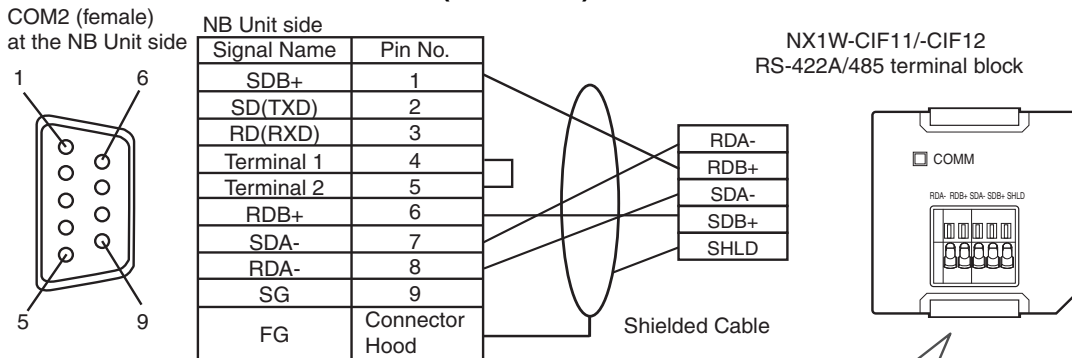 COM2 (female)
at the NB Unit side
1
6
5
9
NB Unit side
Signal Name Pin No.
SDB+ 1
SD(TXD) 2
RD(RXD) 3
Terminal 1 4
Terminal 2 5
RDB+ 6
SDA- 7
RDA- 8
SG 9
FG Connector
Hood
RDA-
RDB+
SDA-
SDB+
SHLD
Shielded Cable
NX1W-CIF11/-CIF12
RS-422A/485 terminal block
COMM
RDA- RDB+ SDA- SDB+ SHLD